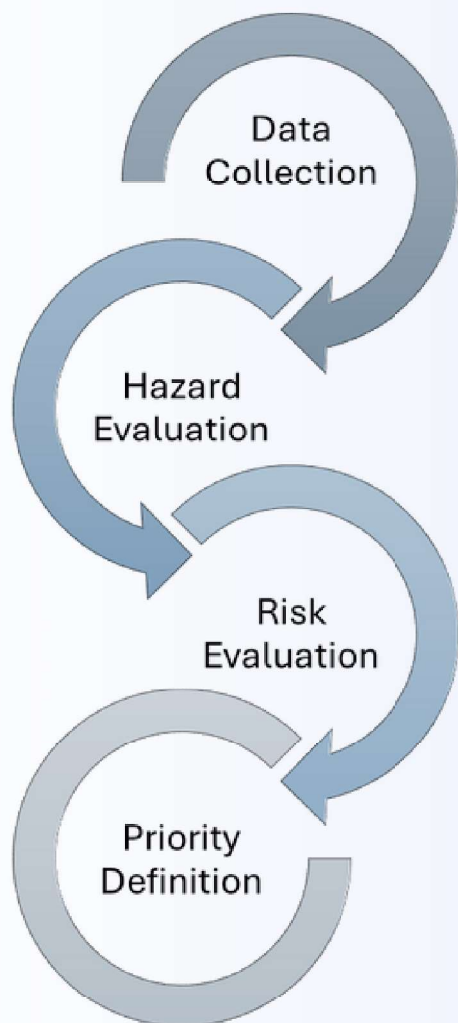 Data
Collection
Hazard
Evaluation
Risk
Evaluation
Priority
Definition